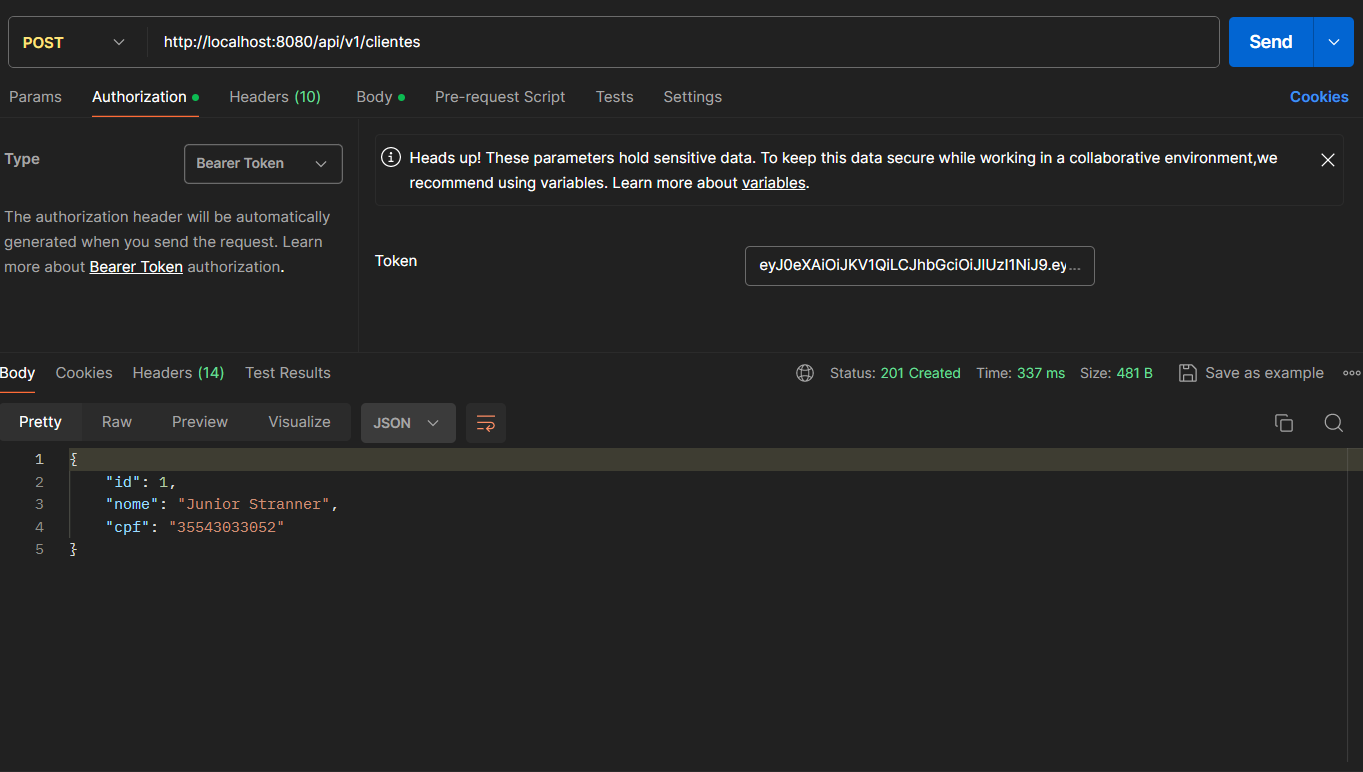 POST http://localhost:8080/api/v1/clientes Send
Params Authorization Headers (10) Body Pre-request Script Tests Settings Cookies
Type Bearer Token
The authorization header will be automatically
generated when you send the request. Learn
more about Bearer Token authorization.
Heads up! These parameters hold sensitive data. To keep this data secure while working in a collaborative environment,we
recommend using variables. Learn more about variables.
Token eyJ0eXAiOiJKV1QiLCJhbGciOiJIUzI1NiJ9.ey...
Body Cookies Headers (14) Test Results Status: 201 Created Time: 337 ms Size: 481 B Save as example
Pretty Raw Preview Visualize JSON
1 {
2 "id": 1,
3 "nome": "Junior Stranner",
4 "cpf": "35543033052"
5 }